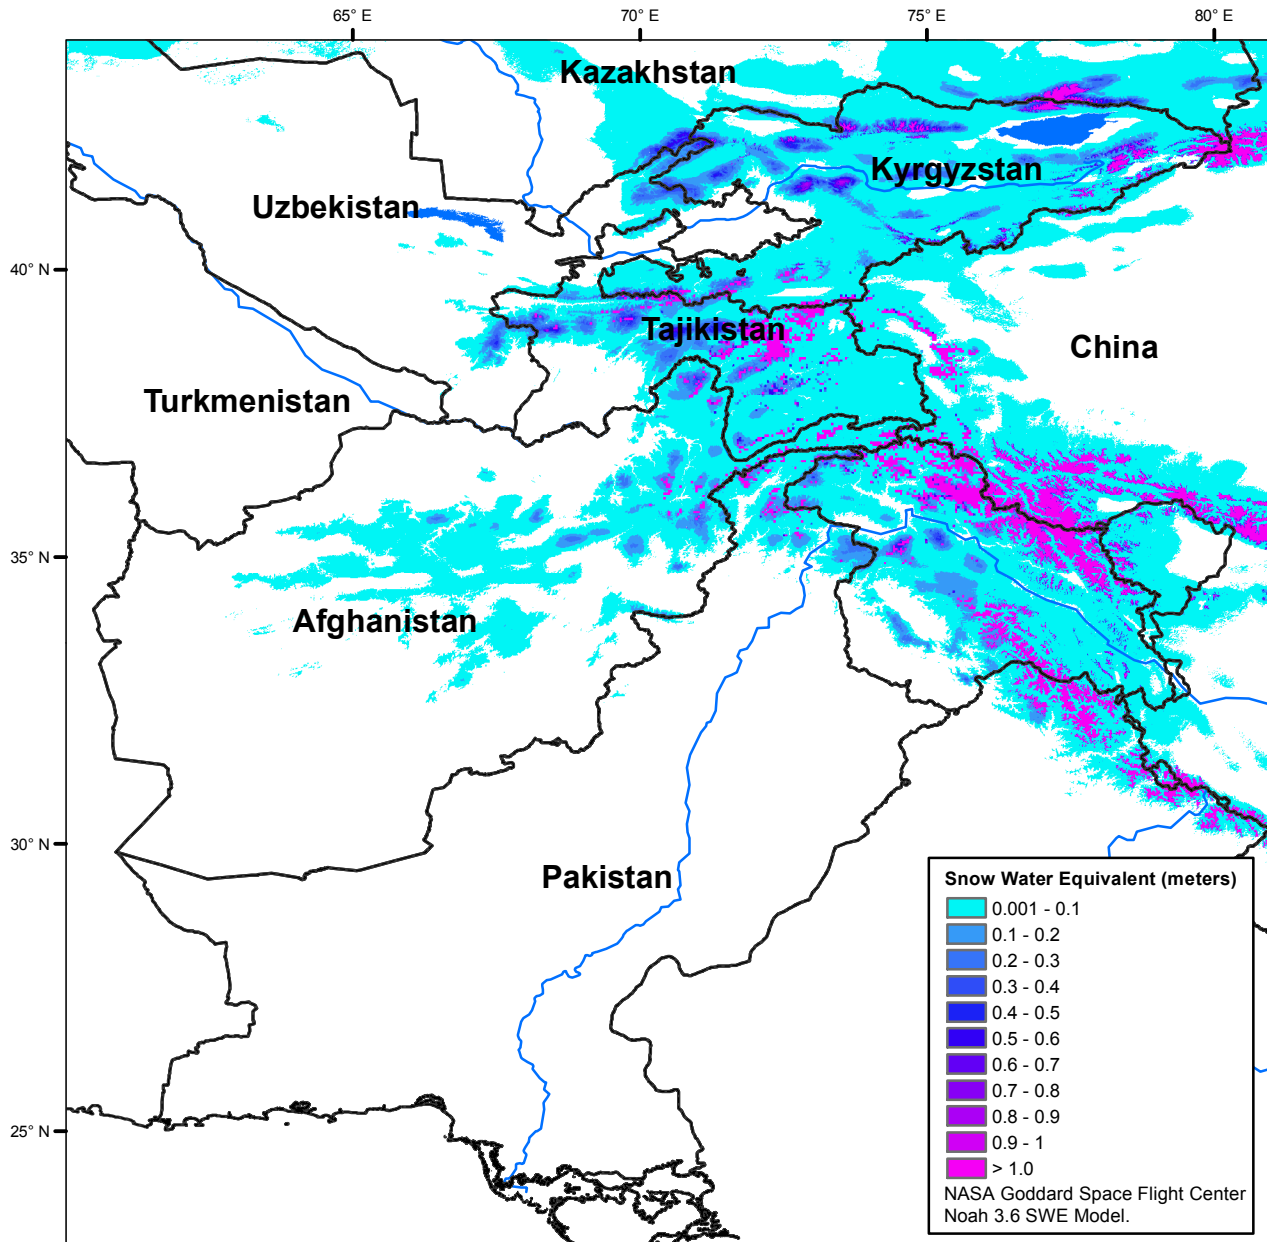 65° E 70° E 75° E 80° E
Kazakhstan
Kyrgyzstan
Uzbekistan
40° N
Tajikistan
China
Turkmenistan
35° N
Afghanistan
30° N
Pakistan
25° N
Snow Water Equivalent (meters)
0.001 - 0.1
0.1 - 0.2
0.2 - 0.3
0.3 - 0.4
0.4 - 0.5
0.5 - 0.6
0.6 - 0.7
0.7 - 0.8
0.8 - 0.9
0.9 - 1
> 1.0
NASA Goddard Space Flight Center
Noah 3.6 SWE Model.